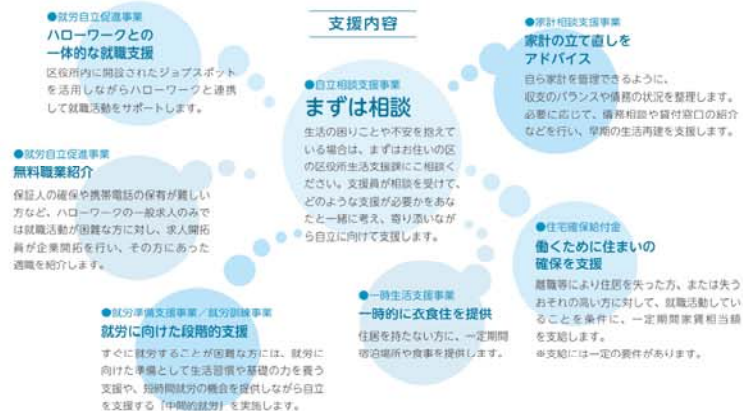 支援内容
●就労自立促進事業
ハローワークとの
一体的な就職支援
区役所内に開設されたジョブスポット
を活用しながらハローワークと連携
して就職活動をサポートします。
●就労自立促進事業
無料職業紹介
保証人の確保や携帯電話の保有が難しい
方など、ハローワークの一般求人のみで
は就職活動が困難な方に対し、求人開拓
員が企業開拓を行い、その方にあった
適職を紹介します。
●就労準備支援事業／就労訓練事業
就労に向けた段階的支援
すぐに就労することが困難な方には、就労に
向けた準備として生活習慣や基礎の力を養う
支援や、短時間就労の機会を提供しながら自立
を支援する「中間的就労」を実施します。
●自立相談支援事業
まずは相談
生活の困りごとや不安を抱えて
いる場合は、まずはお住いの区
の区役所生活支援課にご相談く
ださい。支援員が相談を受けて、
どのような支援が必要かをあな
たと一緒に考え、寄り添いなが
ら自立に向けて支援します。
●一時生活支援事業
一時的に衣食住を提供
住居を持たない方に、一定期間
宿泊場所や食事を提供します。
●家計相談支援事業
家計の立て直しを
アドバイス
自ら家計を管理できるように、
収支のバランスや債務の状況を整理します。
必要に応じて、債務相談や貸付窓口の紹介
などを行い、早期の生活再建を支援します。
●住宅確保給付金
働くために住まいの
確保を支援
離職等により住居を失った方、または失う
おそれの高い方に対して、就職活動してい
ることを条件に、一定期間家賃相当額
を支給します。
※支給には一定の要件があります。